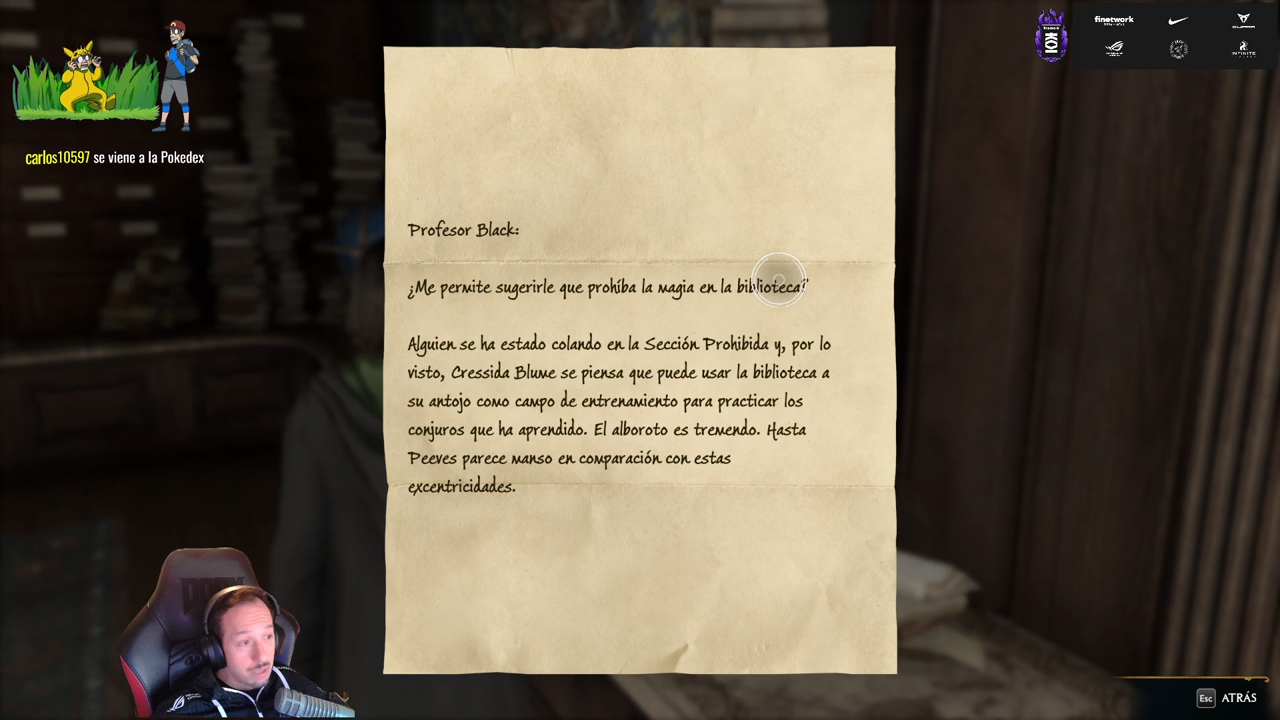 finetwork
KOI
CUPRA
INFINITE
carlos10597 se viene a la Pokedex
Profesor Black:
¿Me permite sugerirle que prohíba la magia en la biblioteca?
Alguien se ha estado colando en la Sección Prohibida y, por lo
visto, Cressida Blume se piensa que puede usar la biblioteca a
su antojo como campo de entrenamiento para practicar los
conjuros que ha aprendido. El alboroto es tremendo. Hasta
Peeves parece manso en comparación con estas
excentricidades.
Esc ATRÁS